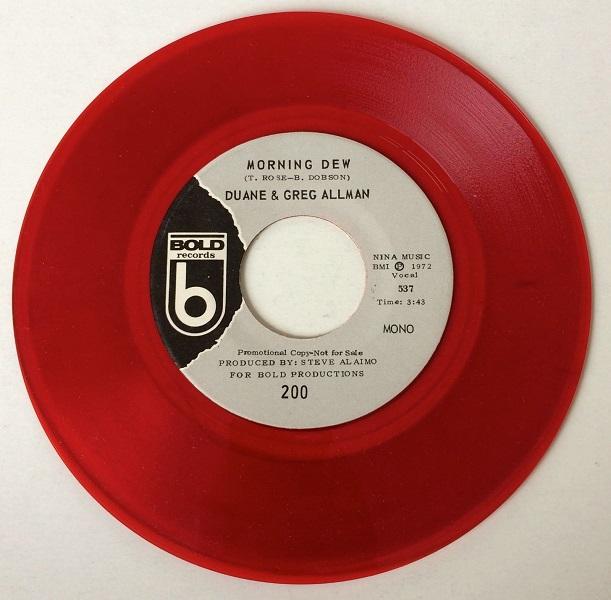 MORNING DEW
(T. ROSE—B. DOBSON)
DUANE & GREG ALLMAN
BOLD
records
b
NINA MUSIC
BMI Ⓟ 1972
Vocal
537
Time: 3:43
MONO
Promotional Copy-Not for Sale
PRODUCED BY: STEVE ALAIMO
FOR BOLD PRODUCTIONS
200